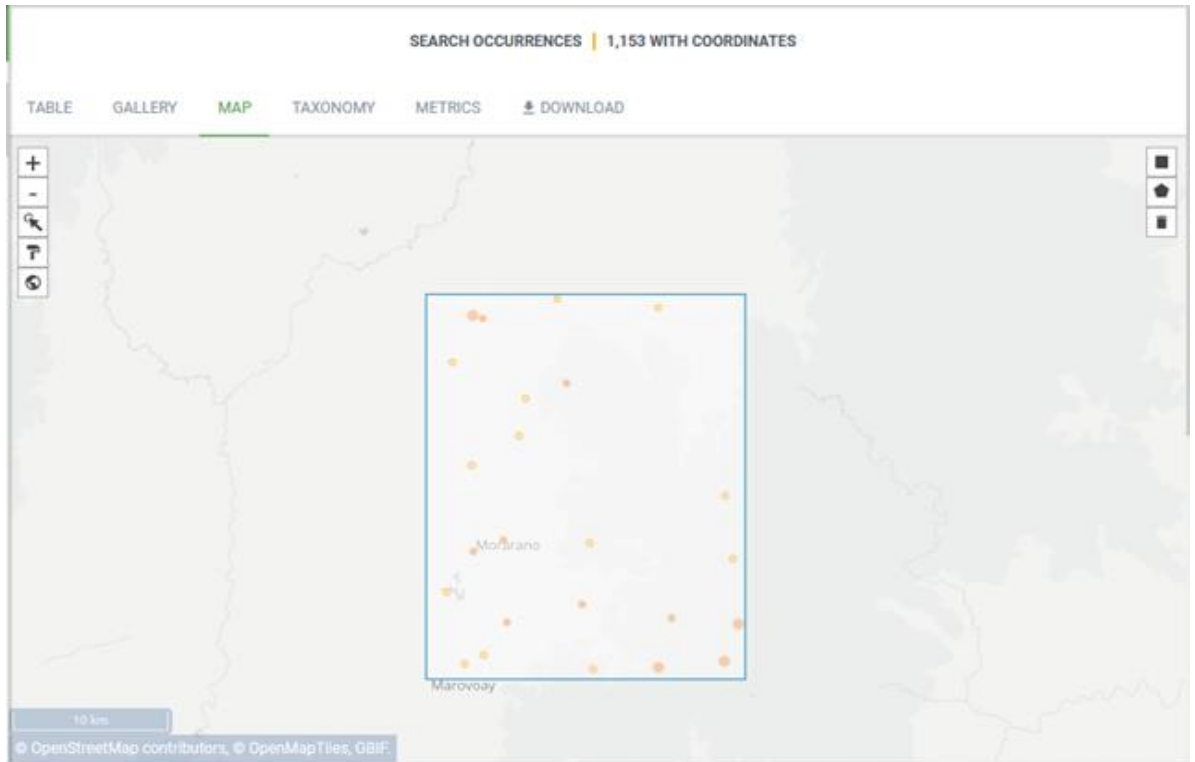 SEARCH OCCURRENCES | 1,153 WITH COORDINATES
TABLE GALLERY MAP TAXONOMY METRICS DOWNLOAD
+
-
Morarano
Marovoay
10 km
© OpenStreetMap contributors, © OpenMapTiles, GBIF.